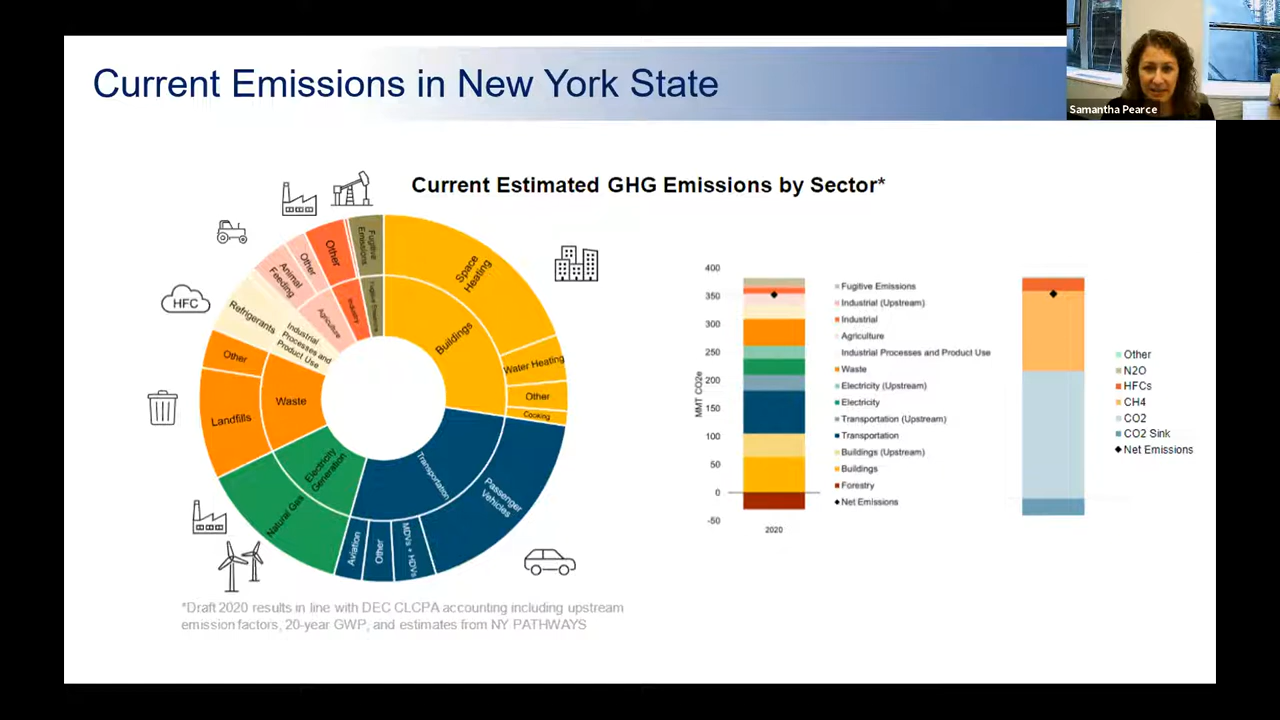 Current Emissions in New York State
Samantha Pearce
Current Estimated GHG Emissions by Sector*
Fugitive
Emissions
Other
Other
Animal
Feeding
HFC
Refrigerants
Other
Landfills
Natural Gas
Aviation
Other
MDVs + HDVs
Passenger
Vehicles
Cooking
Other
Water Heating
Space
Heating
Buildings
Transportation
Electricity
Generation
Waste
Industrial
Processes and
Product Use
Agriculture
Industry
Fugitive Emissions
400
350
300
250
200
150
100
50
0
-50
MMT CO2e
2020
Fugitive Emissions
Industrial (Upstream)
Industrial
Agriculture
Industrial Processes and Product Use
Waste
Electricity (Upstream)
Electricity
Transportation (Upstream)
Transportation
Buildings (Upstream)
Buildings
Forestry
Net Emissions
Other
N2O
HFCs
CH4
CO2
CO2 Sink
Net Emissions
*Draft 2020 results in line with DEC CLCPA accounting including upstream
emission factors, 20-year GWP, and estimates from NY PATHWAYS